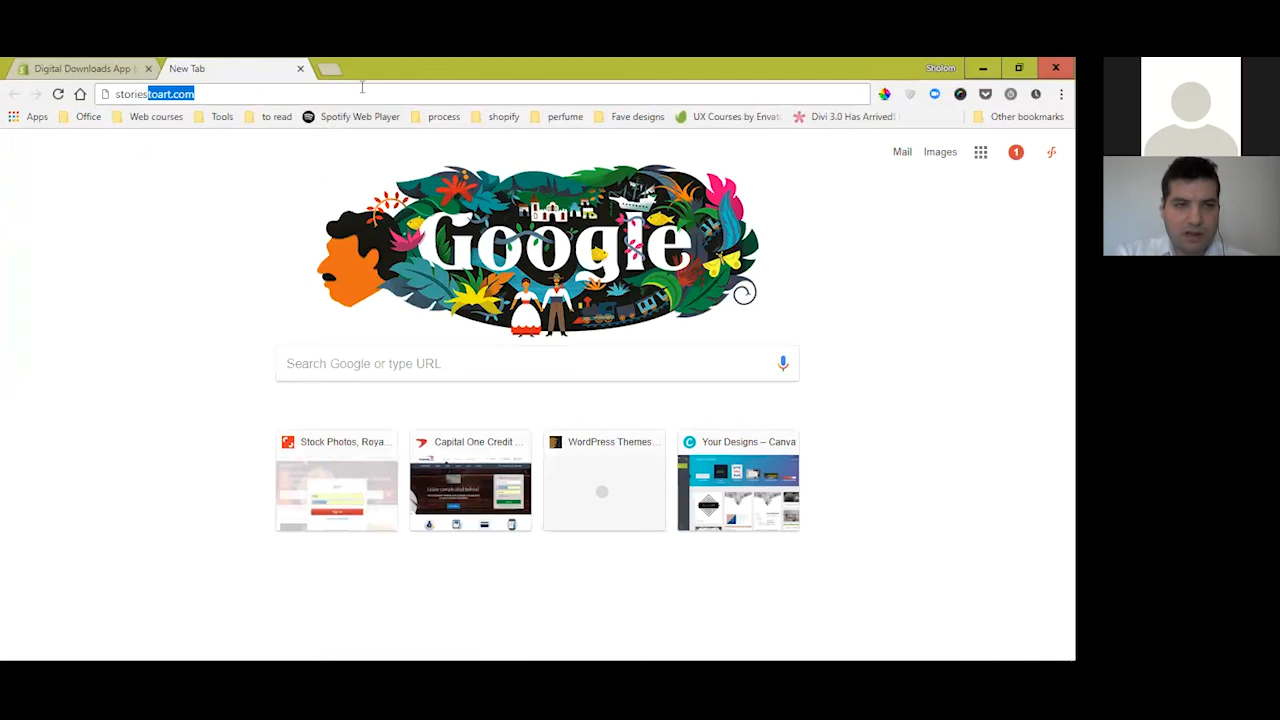 Digital Downloads App
New Tab
Sholom
storiestoart.com
Apps
Office
Web courses
Tools
to read
Spotify Web Player
process
shopify
perfume
Fave designs
UX Courses by Envat
Divi 3.0 Has Arrived!
Other bookmarks
Mail
Images
1
Google
Search Google or type URL
Stock Photos, Roya...
Capital One Credit ...
WordPress Themes...
Your Designs – Canva